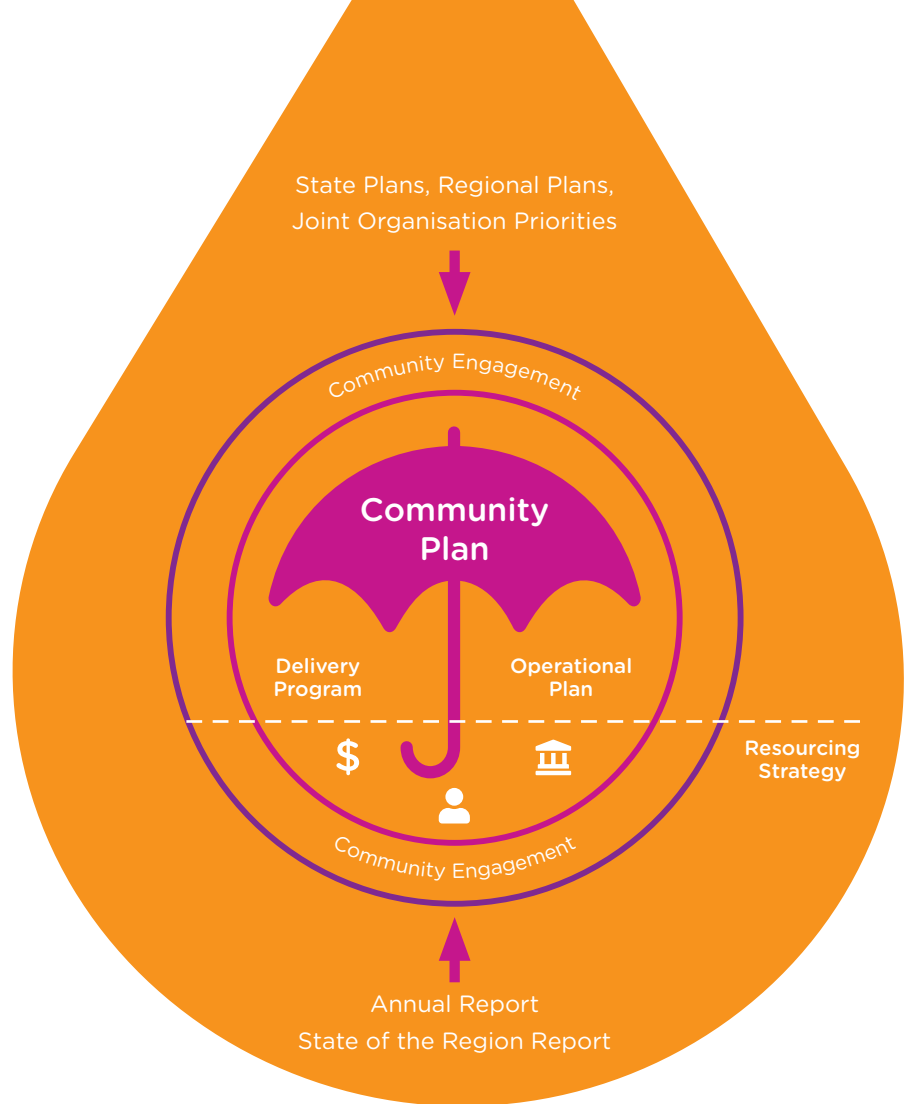 State Plans, Regional Plans,
Joint Organisation Priorities
Community Engagement
Community
Plan
Delivery
Program
Operational
Plan
$
Resourcing
Strategy
Community Engagement
Annual Report
State of the Region Report